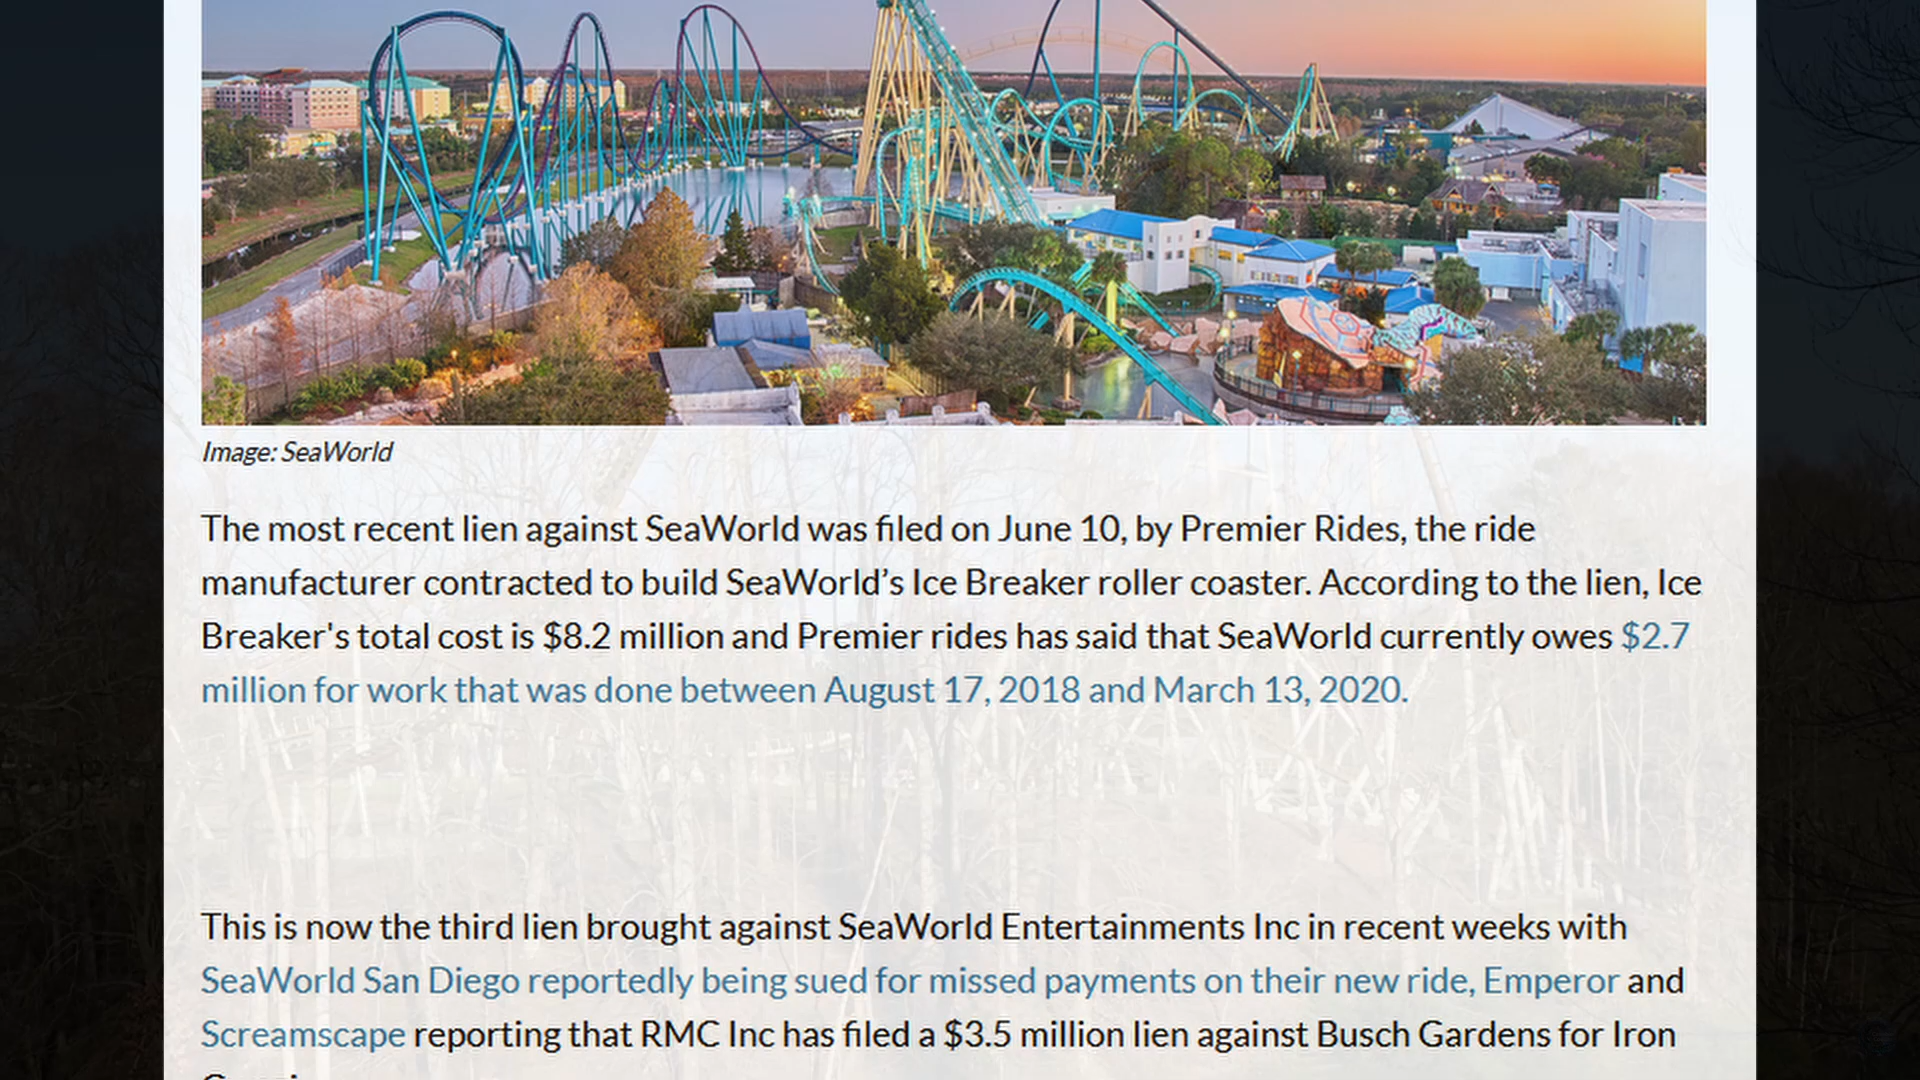 Image: SeaWorld
The most recent lien against SeaWorld was filed on June 10, by Premier Rides, the ride
manufacturer contracted to build SeaWorld’s Ice Breaker roller coaster. According to the lien, Ice
Breaker's total cost is $8.2 million and Premier rides has said that SeaWorld currently owes $2.7
million for work that was done between August 17, 2018 and March 13, 2020.
This is now the third lien brought against SeaWorld Entertainments Inc in recent weeks with
SeaWorld San Diego reportedly being sued for missed payments on their new ride, Emperor and
Screamscape reporting that RMC Inc has filed a $3.5 million lien against Busch Gardens for Iron